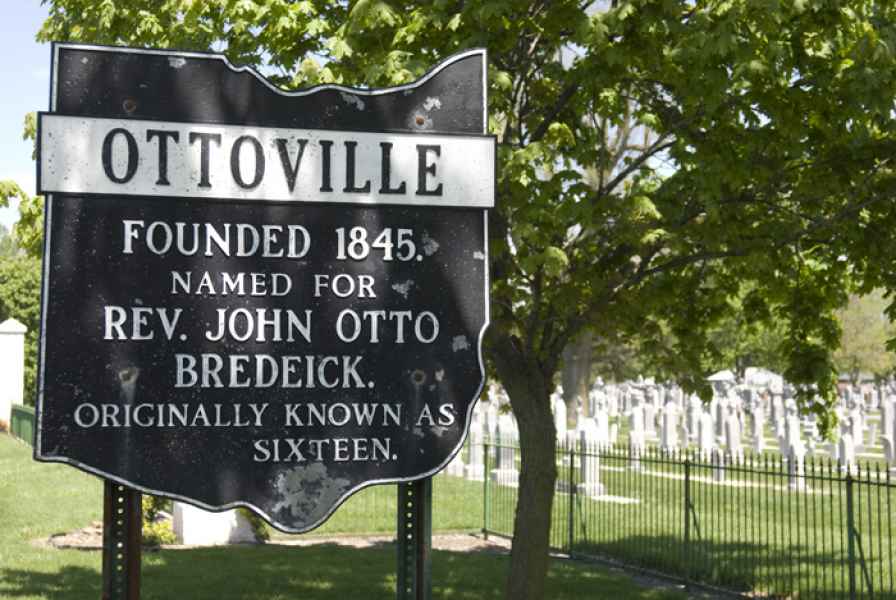 OTTOVILLE
FOUNDED 1845.
NAMED FOR
REV. JOHN OTTO
BREDEICK.
ORIGINALLY KNOWN AS
SIXTEEN.